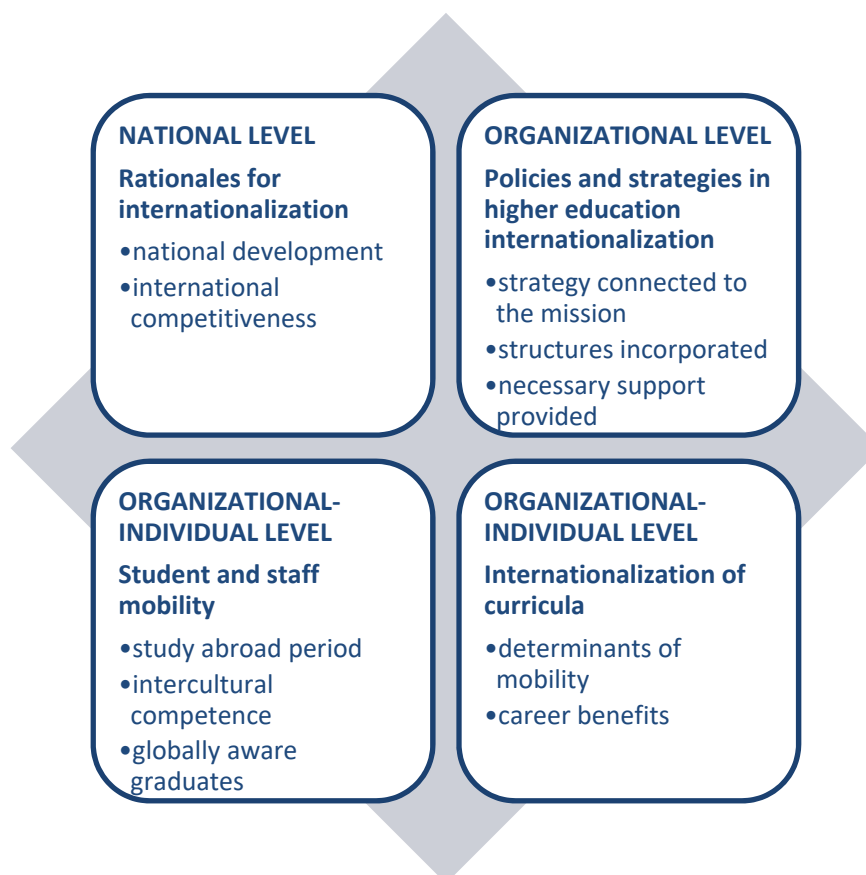 NATIONAL LEVEL
Rationales for
internationalization
•national development
•international
competitiveness
ORGANIZATIONAL LEVEL
Policies and strategies in
higher education
internationalization
•strategy connected to
the mission
•structures incorporated
•necessary support
provided
ORGANIZATIONAL-
INDIVIDUAL LEVEL
Student and staff
mobility
•study abroad period
•intercultural
competence
•globally aware
graduates
ORGANIZATIONAL-
INDIVIDUAL LEVEL
Internationalization of
curricula
•determinants of
mobility
•career benefits